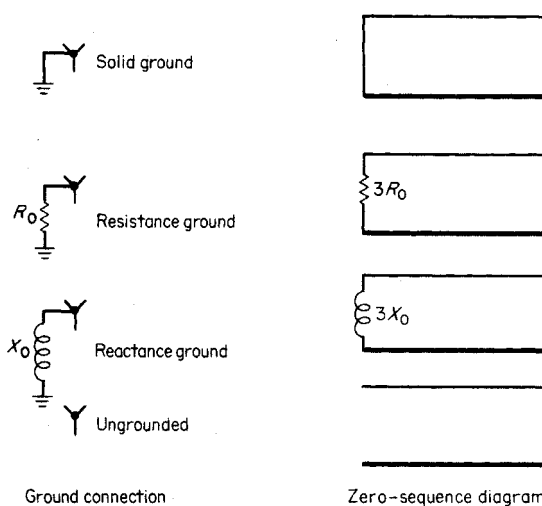 Solid ground
R₀
Resistance ground
3R₀
X₀
Reactance ground
3X₀
Ungrounded
Ground connection
Zero-sequence diagram